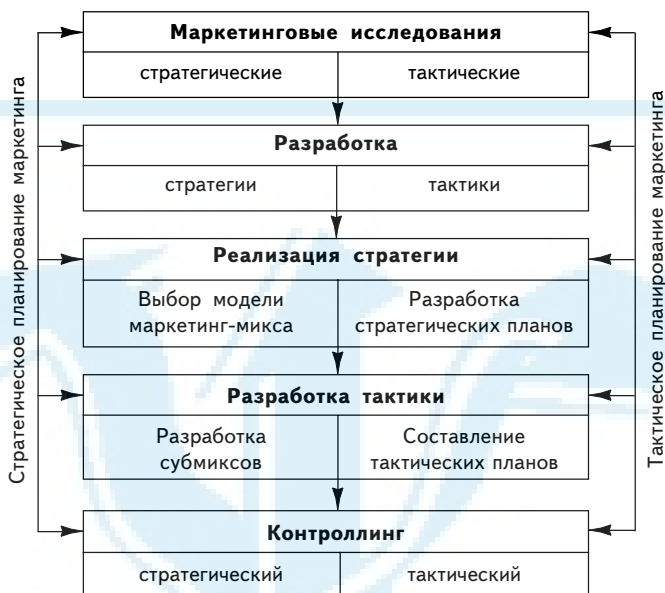 Маркетинговые исследования
стратегические
тактические
Разработка
стратегии
тактики
Реализация стратегии
Выбор модели
маркетинг-микса
Разработка
стратегических планов
Разработка тактики
Разработка
субмиксов
Составление
тактических планов
Контроллинг
стратегический
тактический
Стратегическое планирование маркетинга
Тактическое планирование маркетинга